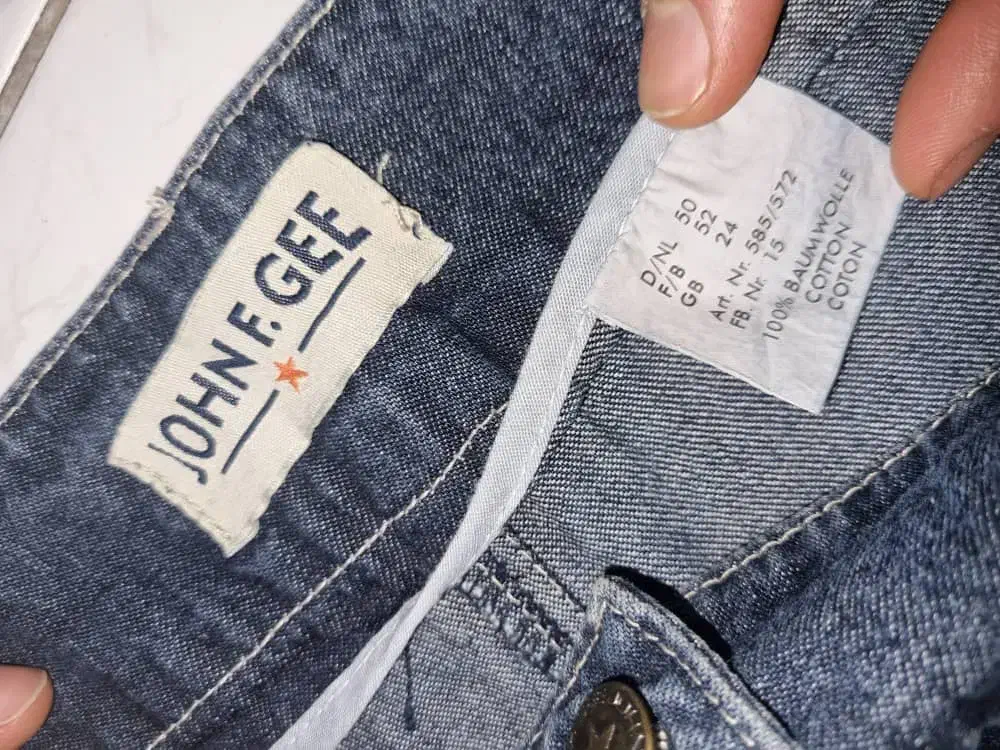 JOHN F. GEE
D/NL 50
F/B 52
GB 24
Art. Nr. 585/572
FB. Nr. 15
100% BAUMWOLLE
COTTON
COTON